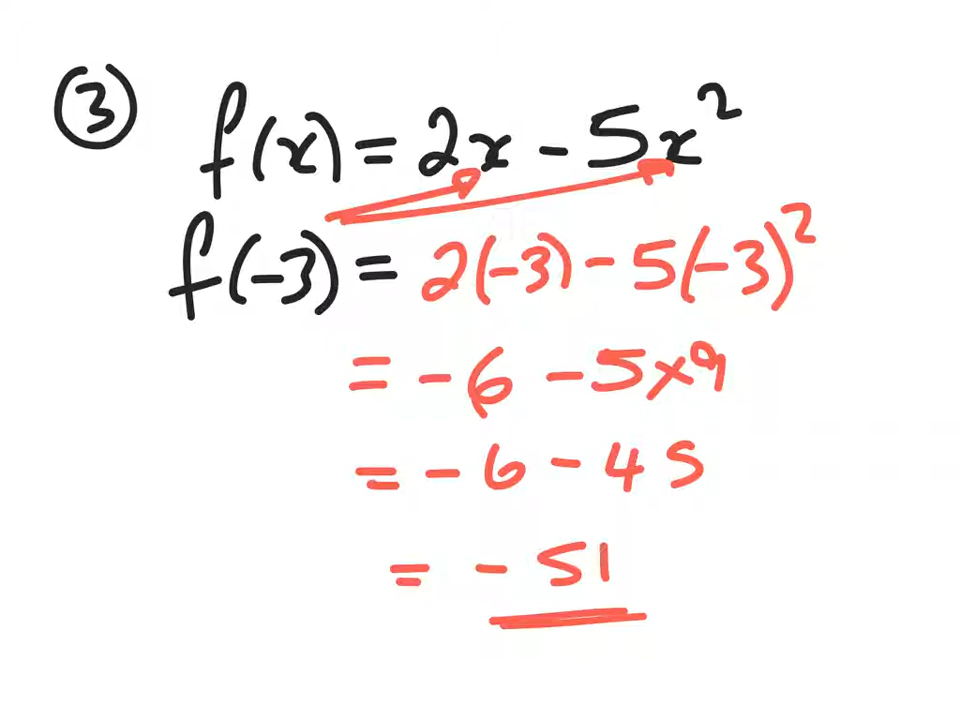 ③ f(x) = 2x - 5x²
f(-3) = 2(-3) - 5(-3)²
= -6 - 5×9
= -6 - 45
= -51